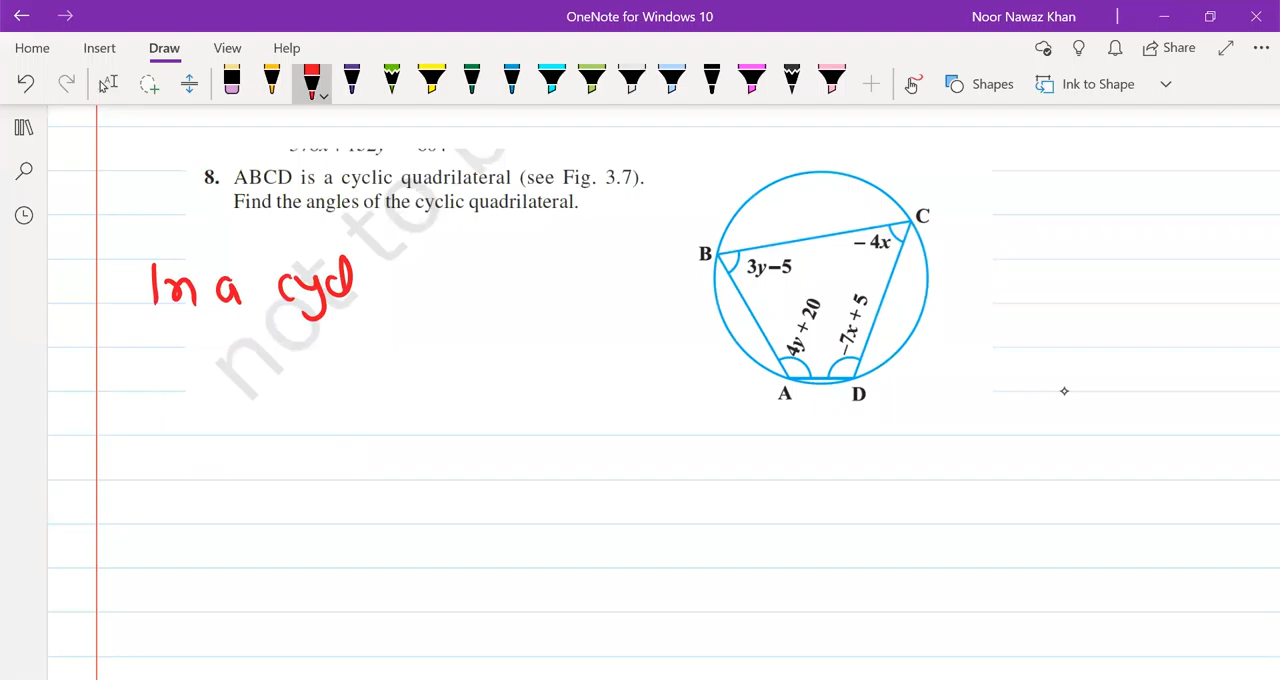 OneNote for Windows 10
Noor Nawaz Khan
Home Insert Draw View Help
Share
Shapes
Ink to Shape
8. ABCD is a cyclic quadrilateral (see Fig. 3.7).
Find the angles of the cyclic quadrilateral.
not to b
In a cycl
C
– 4x
B
3y–5
4y + 20
–7x + 5
A
D